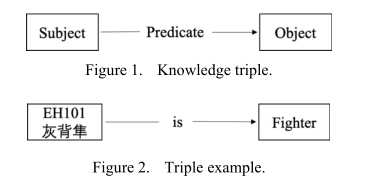 Subject Predicate Object
Figure 1. Knowledge triple.
EH101
灰背隼
is
Fighter
Figure 2. Triple example.